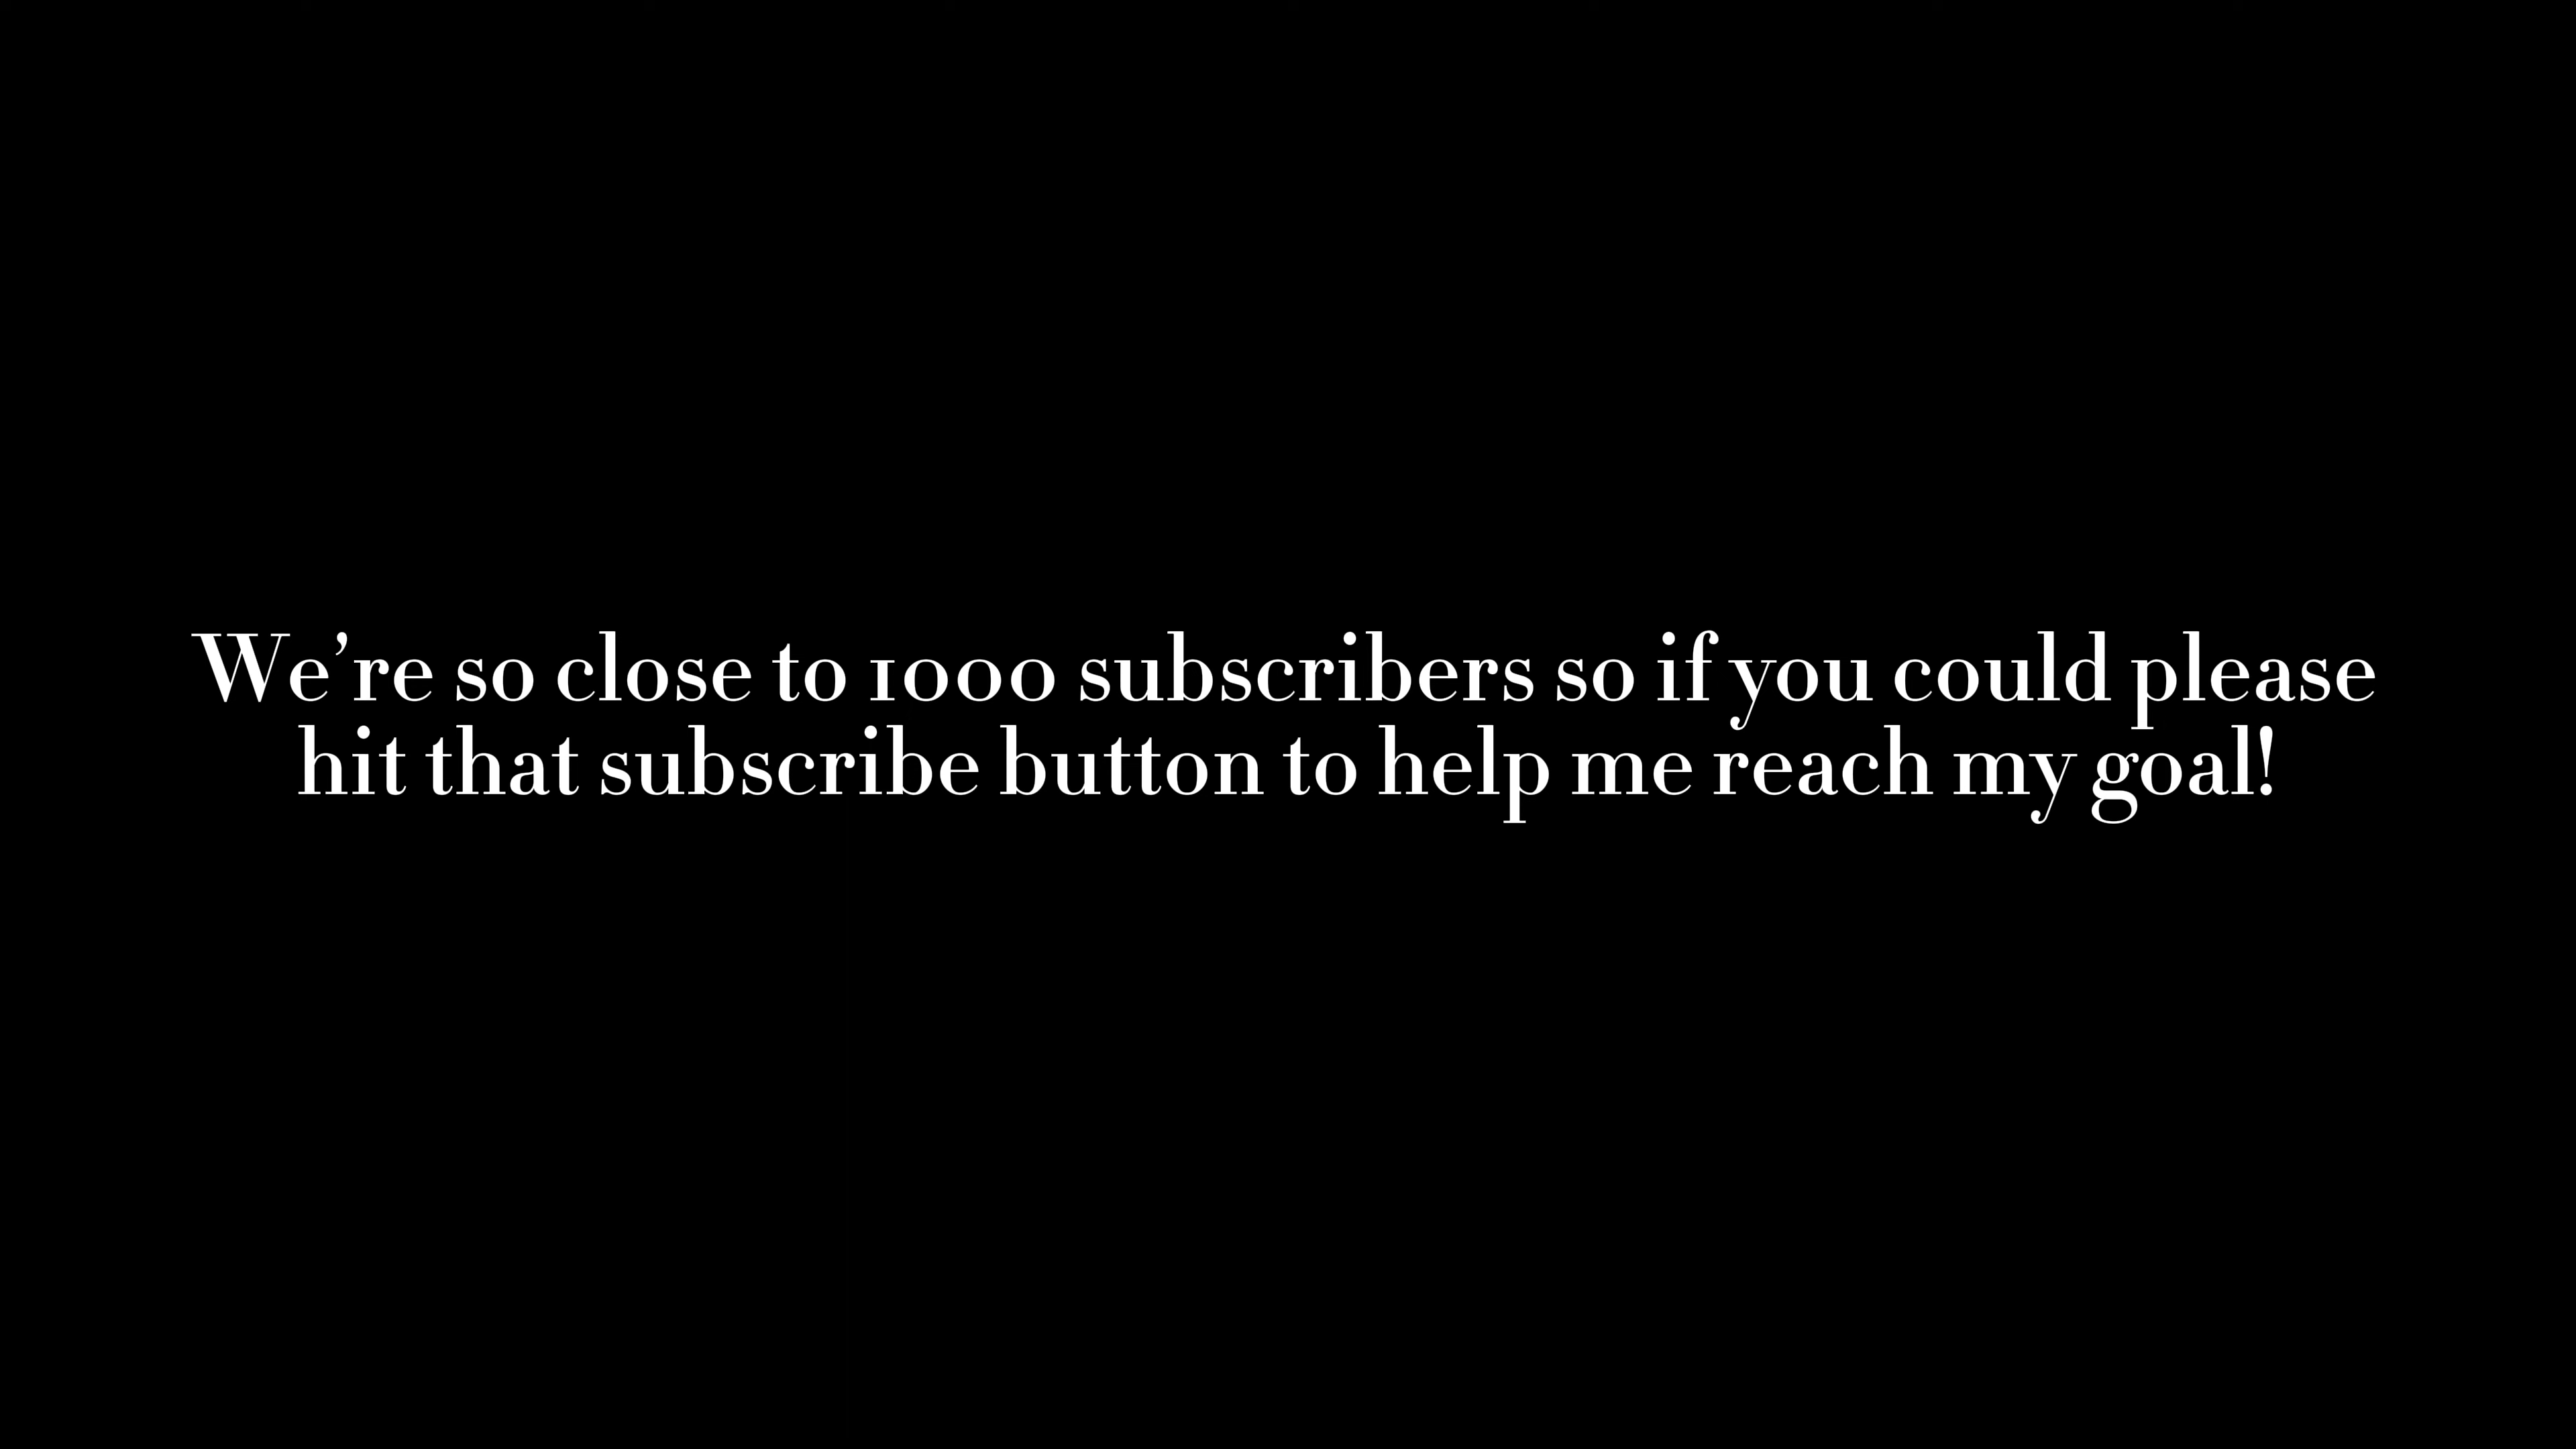 We’re so close to 1000 subscribers so if you could please
hit that subscribe button to help me reach my goal!